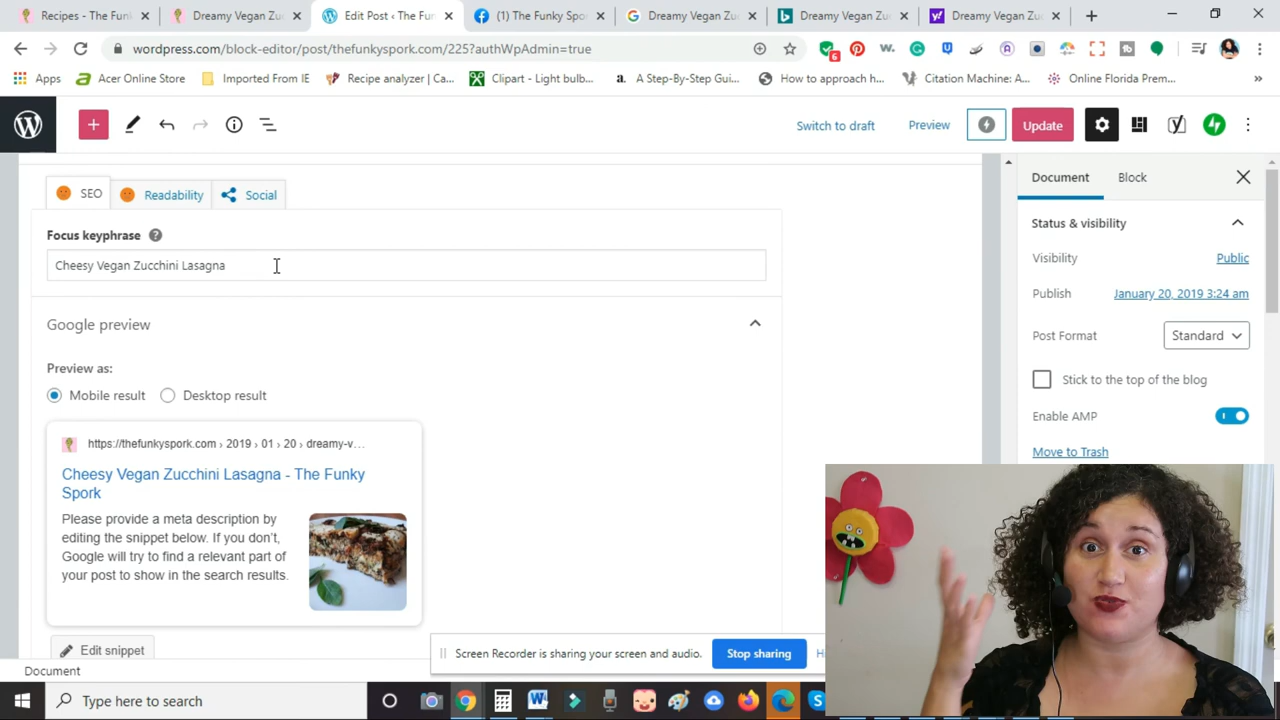 Recipes - The Funk
Dreamy Vegan Zuc
Edit Post ‹ The Fun
(1) The Funky Spo
Dreamy Vegan Zuc
Dreamy Vegan Zuc
Dreamy Vegan Zuc
wordpress.com/block-editor/post/thefunkyspork.com/225?authWpAdmin=true
6
Apps
Acer Online Store
Imported From IE
Recipe analyzer | Ca...
Clipart - Light bulb...
A Step-By-Step Gui...
How to approach h...
Citation Machine: A...
Online Florida Prem...
Switch to draft
Preview
Update
Document
Block
SEO
Readability
Social
Status & visibility
Focus keyphrase
Cheesy Vegan Zucchini Lasagna
Visibility
Public
Publish
January 20, 2019 3:24 am
Google preview
Post Format
Standard
Preview as:
Mobile result
Desktop result
Stick to the top of the blog
Enable AMP
Move to Trash
https://thefunkyspork.com › 2019 › 01 › 20 › dreamy-v...
Cheesy Vegan Zucchini Lasagna - The Funky
Spork
Please provide a meta description by
editing the snippet below. If you don't,
Google will try to find a relevant part of
your post to show in the search results.
Edit snippet
Screen Recorder is sharing your screen and audio.
Stop sharing
Document
Type here to search